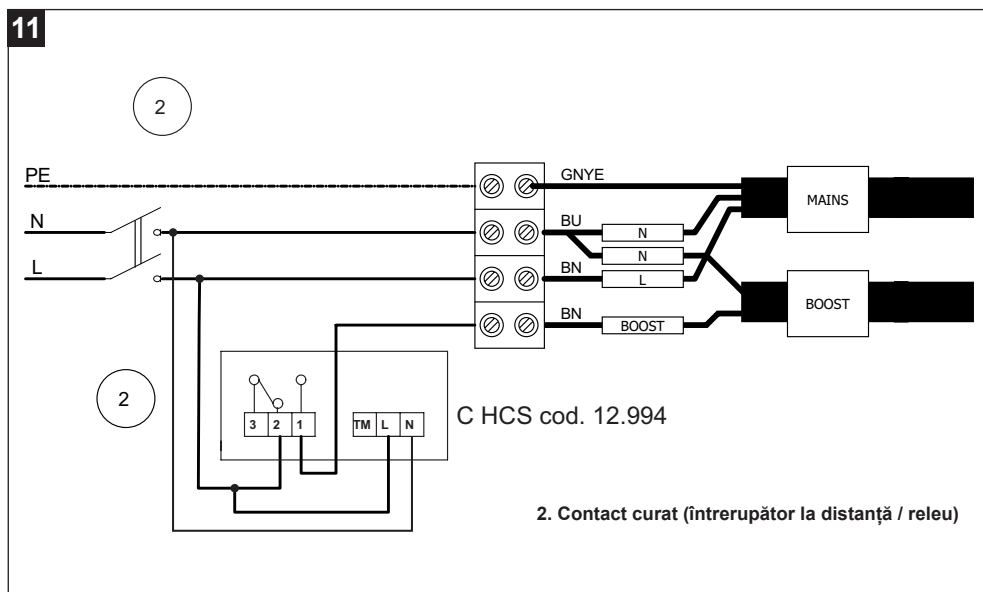 11
2
PE
GNYE
MAINS
N
BU
N
N
L
BN
L
BOOST
BN
BOOST
2
3 2 1
TM L N
C HCS cod. 12.994
2. Contact curat (întrerupător la distanță / releu)